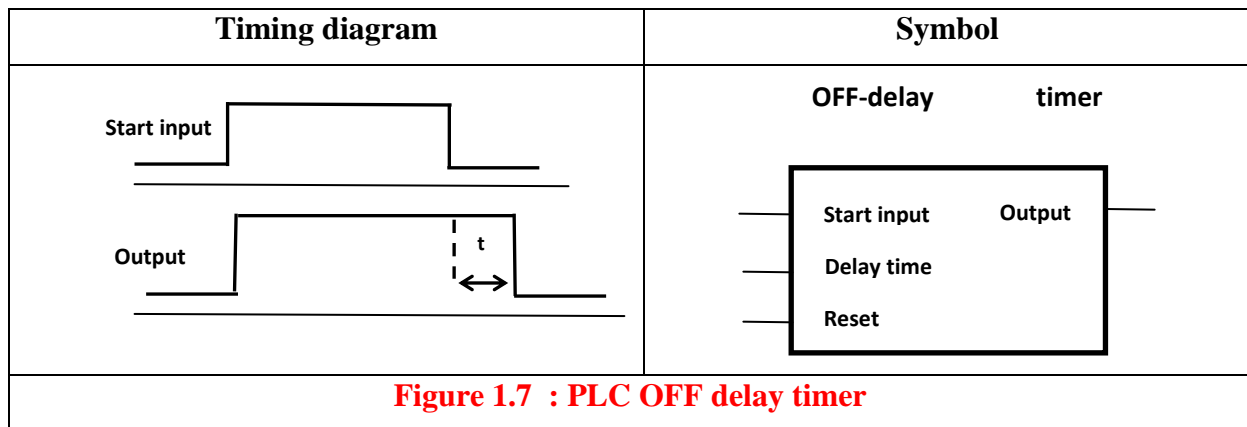 Timing diagram
Symbol
Start input
Output
t
OFF-delay timer
Start input Output
Delay time
Reset
Figure 1.7 : PLC OFF delay timer